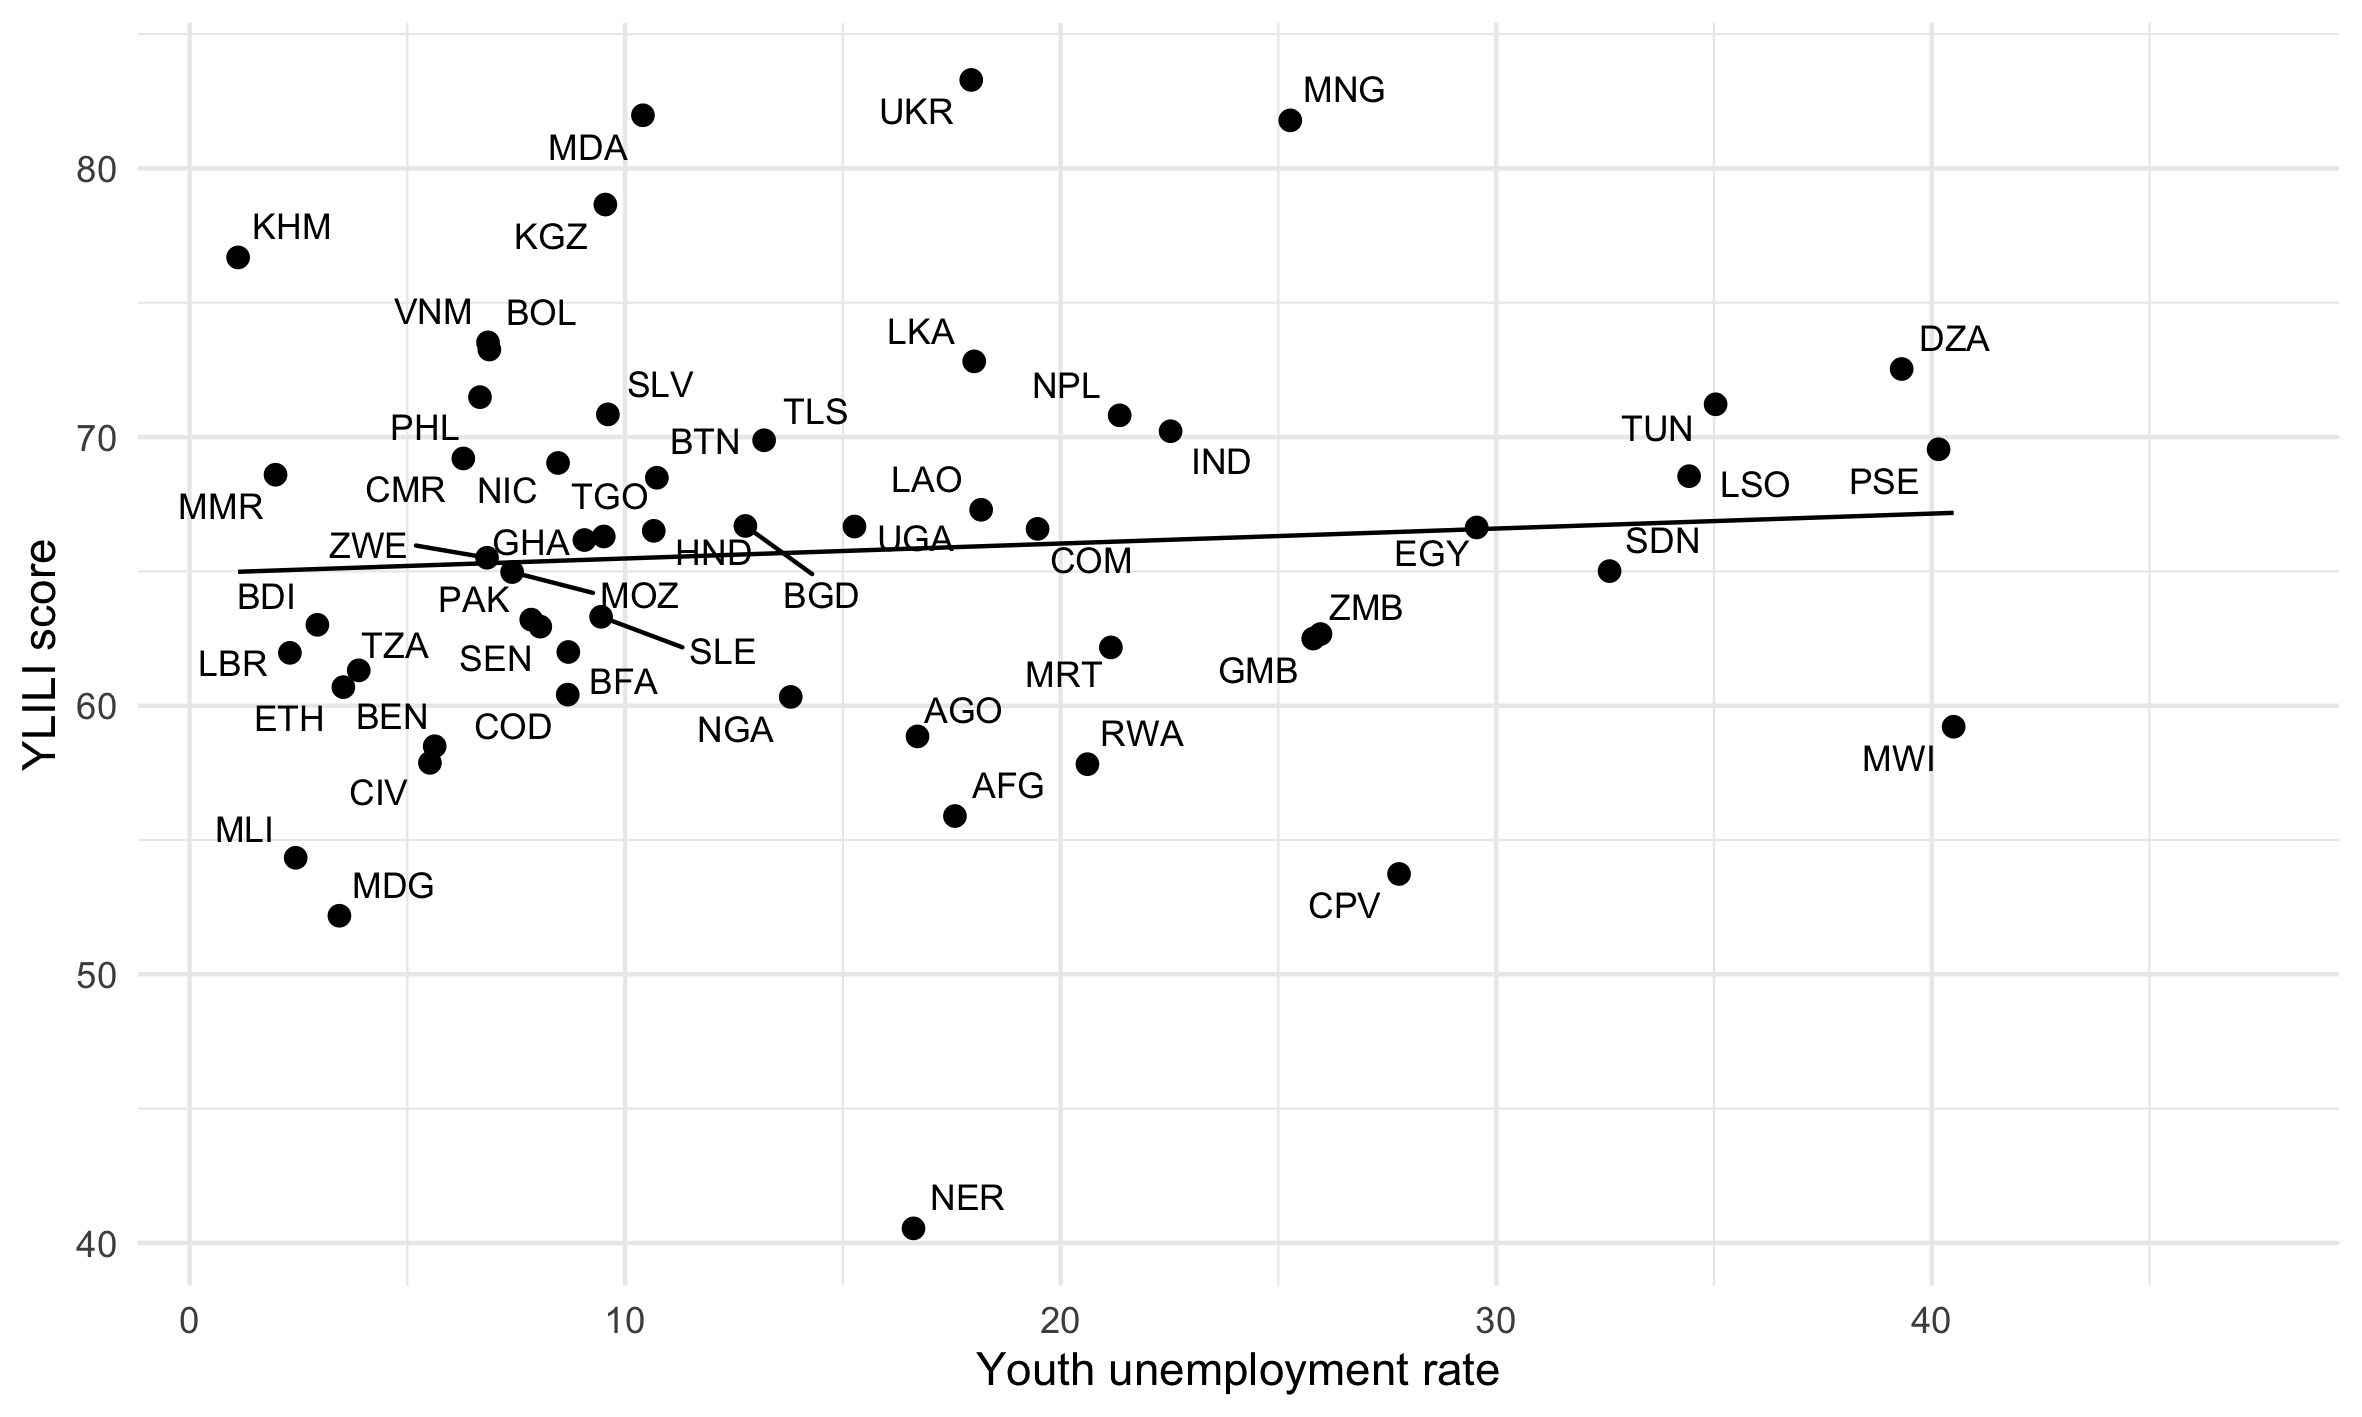 UKR
MNG
MDA
80
KHM
KGZ
VNM
BOL
LKA
DZA
SLV
NPL
TLS
PHL
TUN
70
BTN
IND
LAO
PSE
CMR
NIC
TGO
LSO
MMR
ZWE
GHA
HND
UGA
COM
EGY
SDN
BDI
PAK
MOZ
BGD
ZMB
TZA
LBR
SEN
SLE
MRT
GMB
BFA
60
ETH
BEN
COD
NGA
AGO
RWA
MWI
CIV
AFG
MLI
MDG
CPV
50
NER
40
YLILI score
0
10
20
30
40
Youth unemployment rate